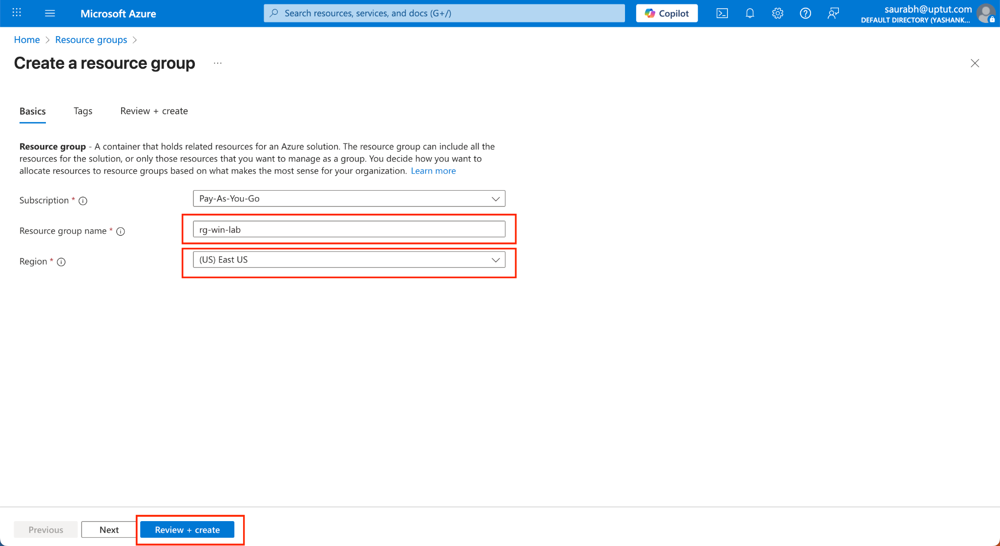 Microsoft Azure
Search resources, services, and docs (G+/)
Copilot
saurabh@uptut.com
DEFAULT DIRECTORY (YASHANK...
Home > Resource groups >
Create a resource group ...
Basics Tags Review + create
Resource group - A container that holds related resources for an Azure solution. The resource group can include all the
resources for the solution, or only those resources that you want to manage as a group. You decide how you want to
allocate resources to resource groups based on what makes the most sense for your organization. Learn more
Subscription * Pay-As-You-Go
Resource group name * rg-win-lab
Region * (US) East US
Previous Next Review + create